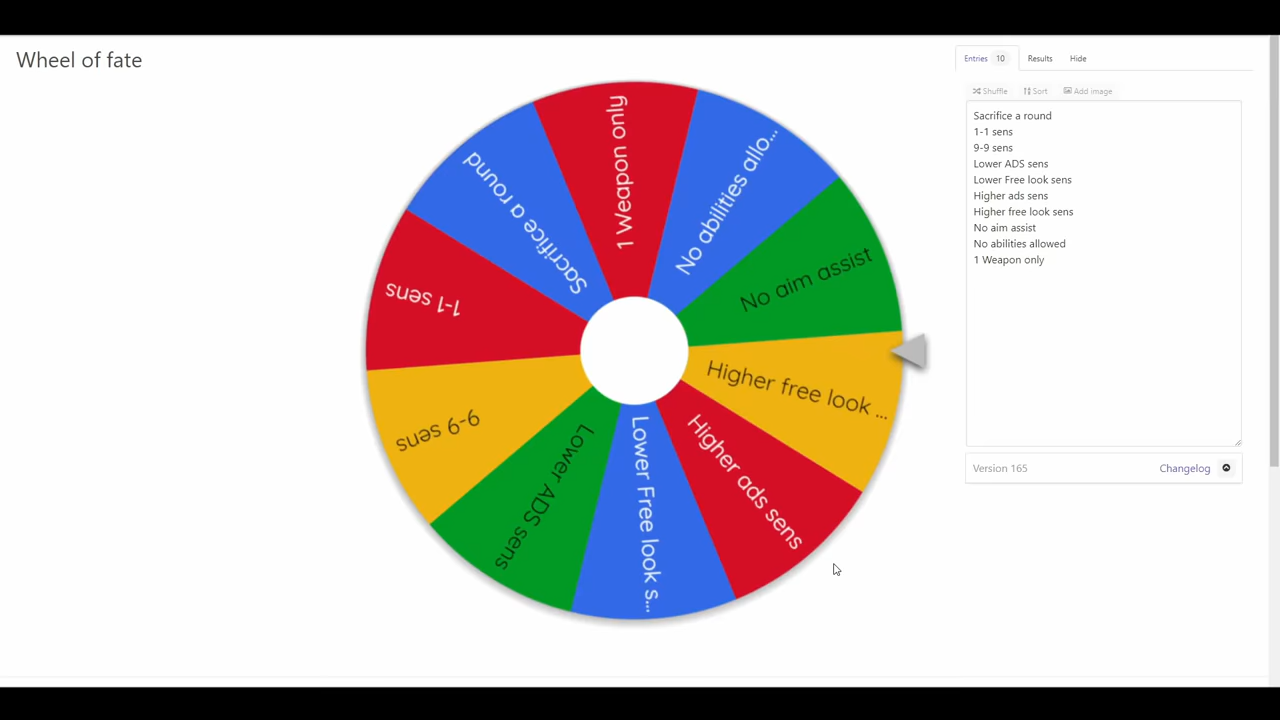 Wheel of fate
Entries 10
Results
Hide
Shuffle
Sort
Add image
Sacrifice a round
1-1 sens
9-9 sens
Lower ADS sens
Lower Free look sens
Higher ads sens
Higher free look sens
No aim assist
No abilities allowed
1 Weapon only
Version 165
Changelog
1 Weapon only
No abilities allo...
No aim assist
Higher free look ...
Higher ads sens
Lower Free look s...
Lower ADS sens
9-9 sens
1-1 sens
Sacrifice a round